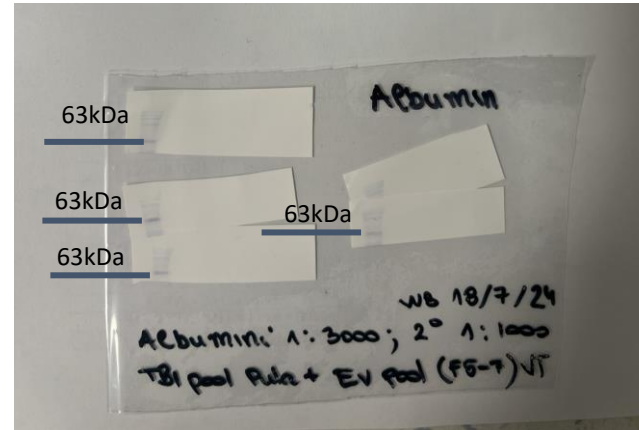 Albumin
63kDa
63kDa
63kDa
63kDa
WB 18/7/24
Albumin: 1:3000; 2° 1:1000
TBI pool + EV pool (F5-7)